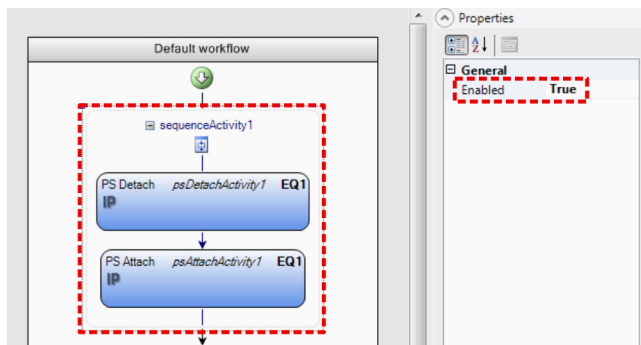 Properties
Default workflow
General
Enabled True
sequenceActivity1
PS Detach psDetachActivity1 EQ1
IP
PS Attach psAttachActivity1 EQ1
IP